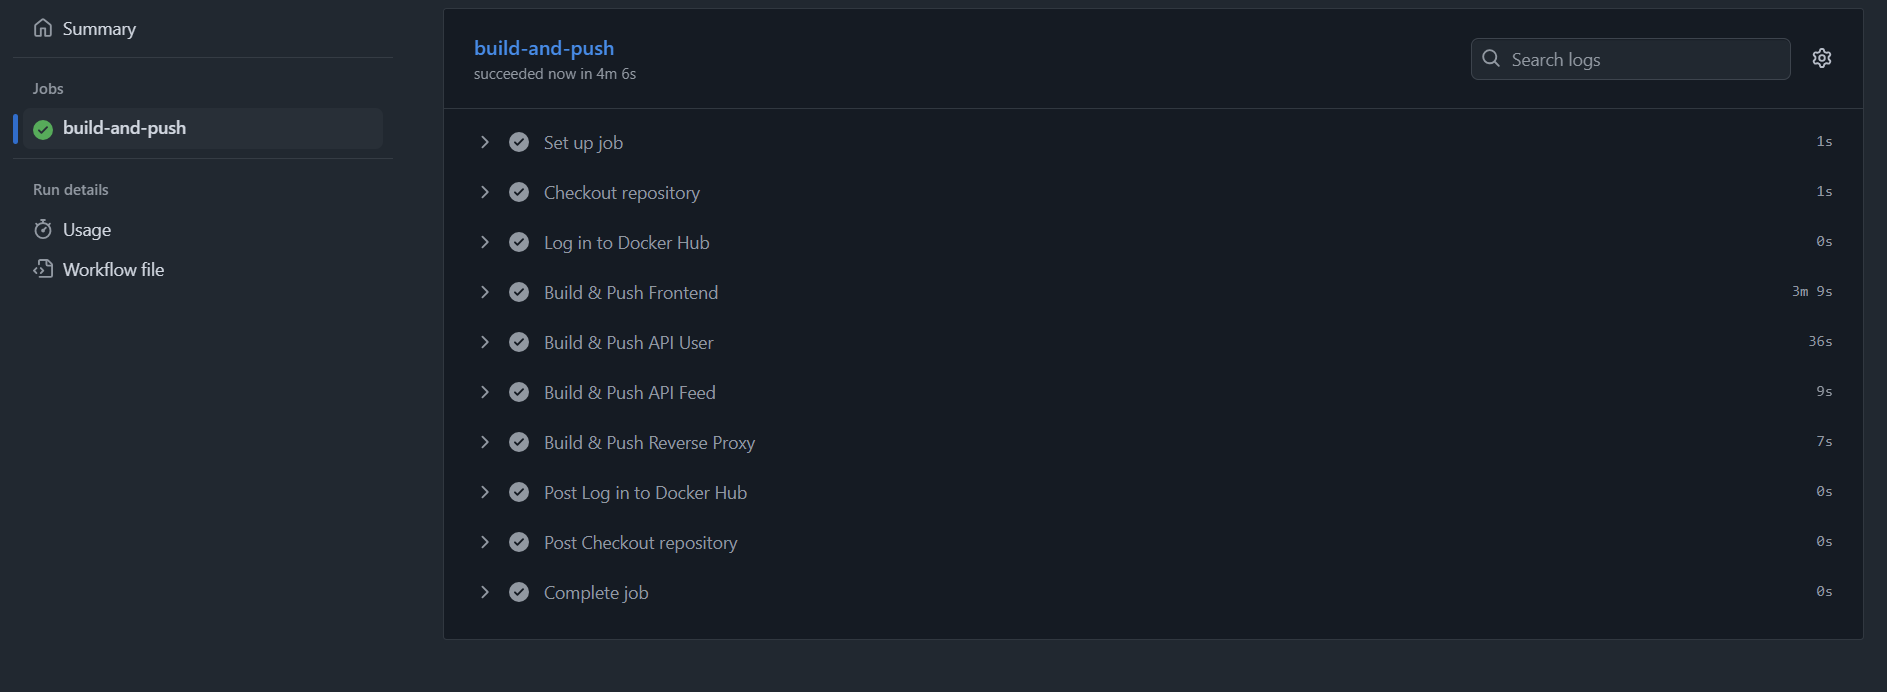 Summary
Jobs
build-and-push
Run details
Usage
Workflow file
build-and-push
succeeded now in 4m 6s
Search logs
Set up job 1s
Checkout repository 1s
Log in to Docker Hub 0s
Build & Push Frontend 3m 9s
Build & Push API User 36s
Build & Push API Feed 9s
Build & Push Reverse Proxy 7s
Post Log in to Docker Hub 0s
Post Checkout repository 0s
Complete job 0s